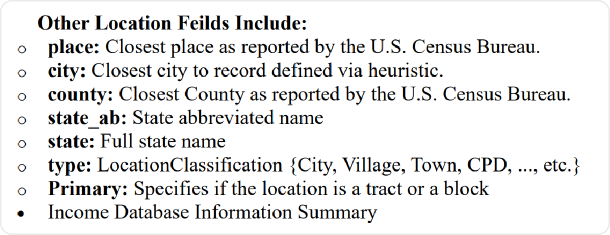 Other Location Feilds Include:
o place: Closest place as reported by the U.S. Census Bureau.
o city: Closest city to record defined via heuristic.
o county: Closest County as reported by the U.S. Census Bureau.
o state_ab: State abbreviated name
o state: Full state name
o type: LocationClassification {City, Village, Town, CPD, ..., etc.}
o Primary: Specifies if the location is a tract or a block
• Income Database Information Summary